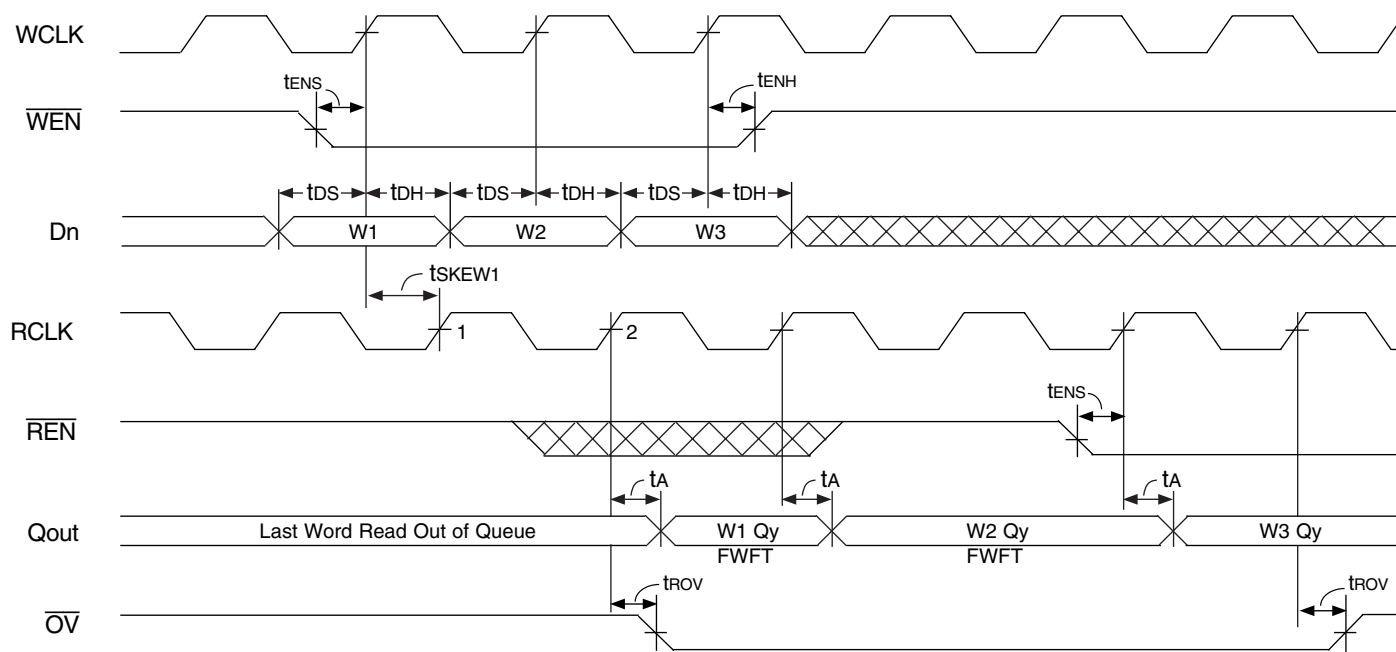 WCLK
tENS
tENH
WEN
tDS tDH tDS tDH tDS tDH
Dn
W1 W2 W3
tSKEW1
RCLK
1 2
tENS
REN
tA tA tA
Qout
Last Word Read Out of Queue W1 Qy W2 Qy W3 Qy
FWFT FWFT
tROV tROV
OV